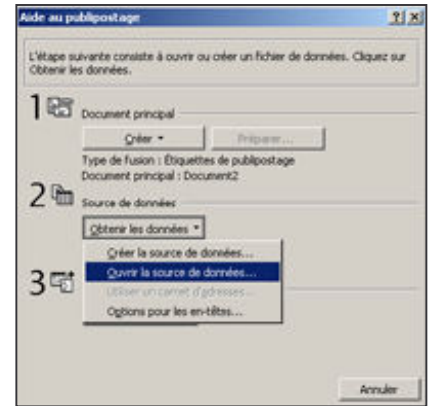 Aide au publipostage
L'étape suivante consiste à ouvrir ou créer un fichier de données. Cliquez sur
Obtenir les données.
1
Document principal
Créer
Préparer...
Type de fusion : Étiquettes de publipostage
Document principal : Document2
2
Source de données
Obtenir les données
Créer la source de données...
Ouvrir la source de données...
Utiliser un carnet d'adresses...
3
Options pour les en-têtes...
Annuler